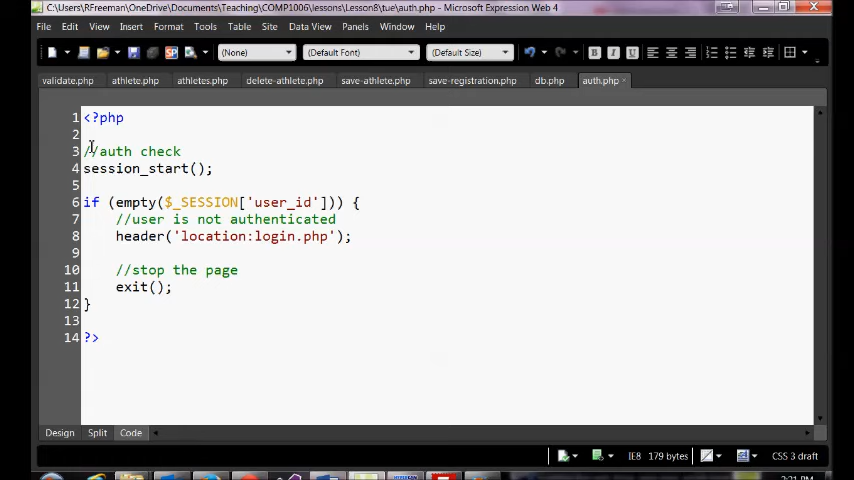 C:\Users\RFreeman\OneDrive\Documents\Teaching\COMP1006\lessons\Lesson8\tue\auth.php - Microsoft Expression Web 4
File Edit View Insert Format Tools Table Site Data View Panels Window Help
(None) (Default Font) (Default Size) B I U
validate.php athlete.php athletes.php delete-athlete.php save-athlete.php save-registration.php db.php auth.php ×
1 <?php
2
3 //auth check
4 session_start();
5
6 if (empty($_SESSION['user_id'])) {
7 //user is not authenticated
8 header('location:login.php');
9
10 //stop the page
11 exit();
12 }
13
14 ?>
Design Split Code
IE8 179 bytes CSS 3 draft